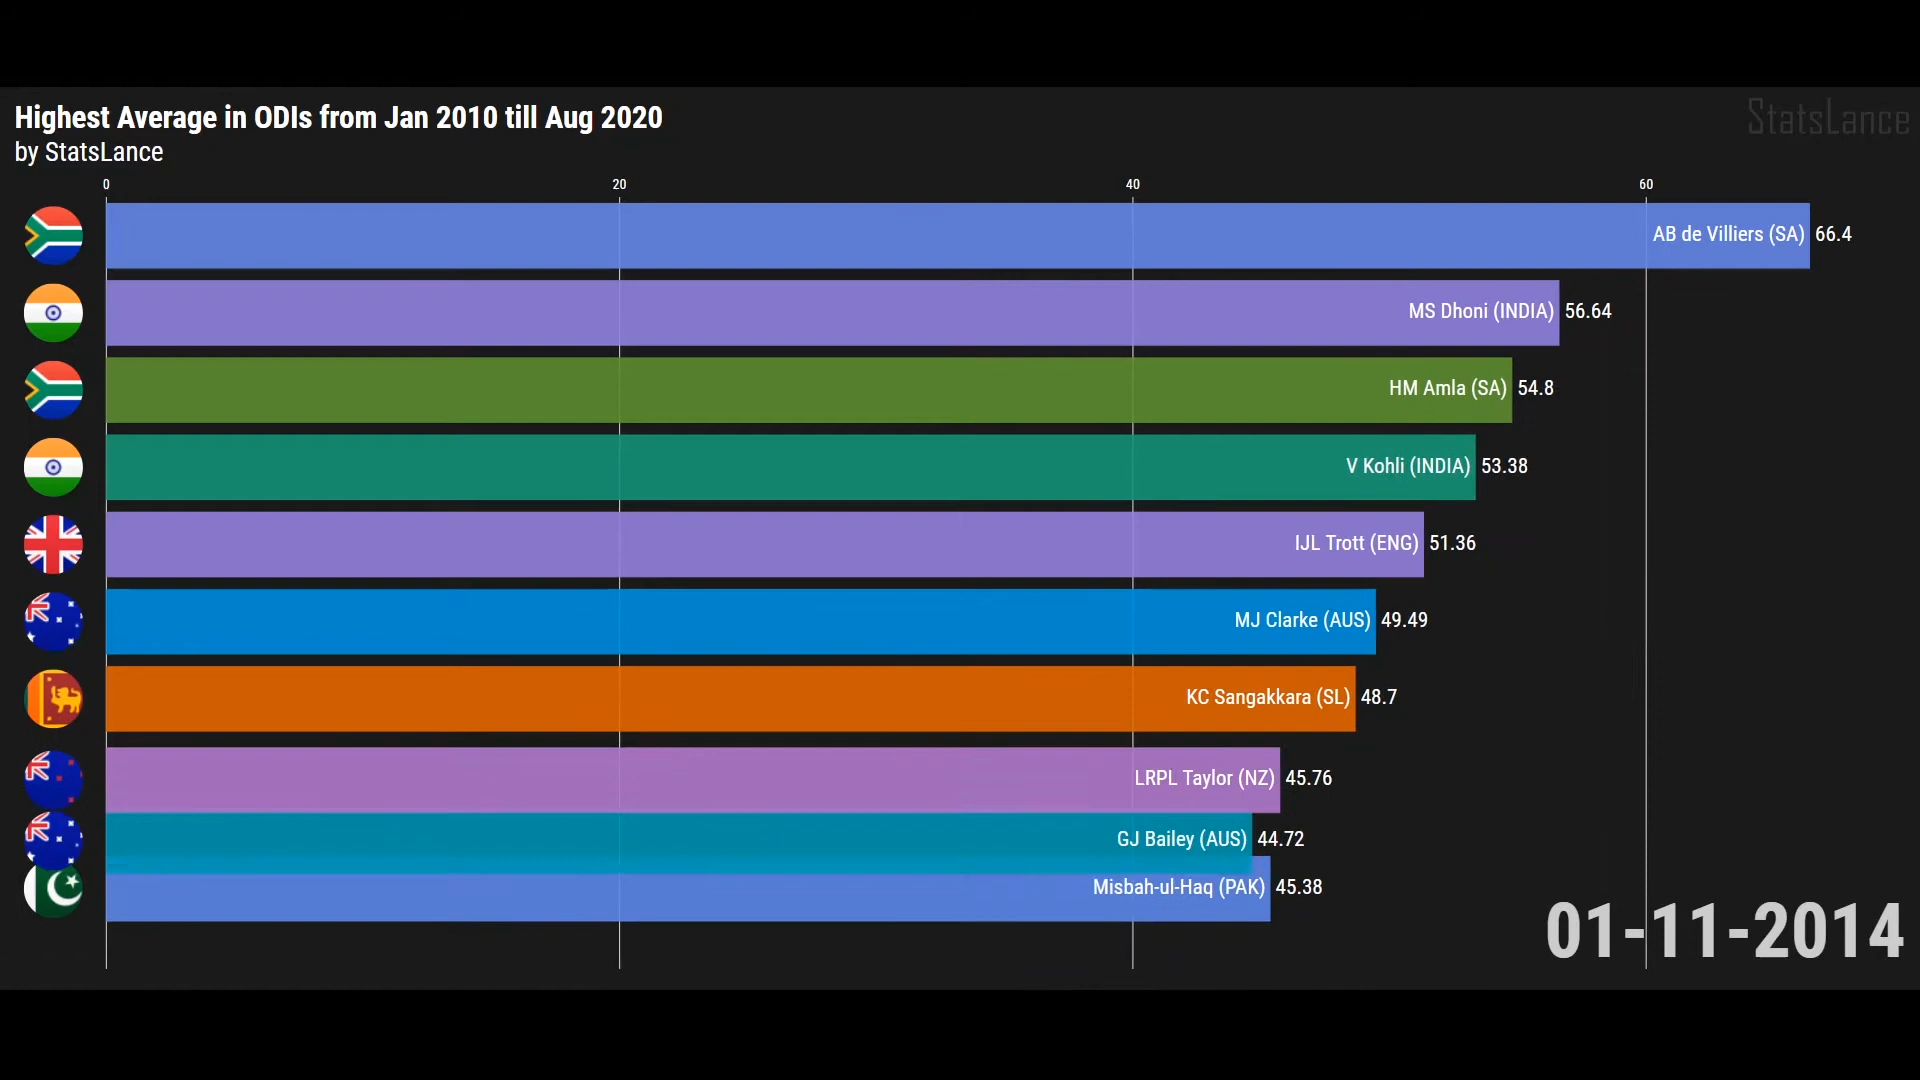 Highest Average in ODIs from Jan 2010 till Aug 2020
StatsLance
by StatsLance
0 20 40 60
AB de Villiers (SA) 66.4
MS Dhoni (INDIA) 56.64
HM Amla (SA) 54.8
V Kohli (INDIA) 53.38
IJL Trott (ENG) 51.36
MJ Clarke (AUS) 49.49
KC Sangakkara (SL) 48.7
LRPL Taylor (NZ) 45.76
GJ Bailey (AUS) 44.72
Misbah-ul-Haq (PAK) 45.38
01-11-2014